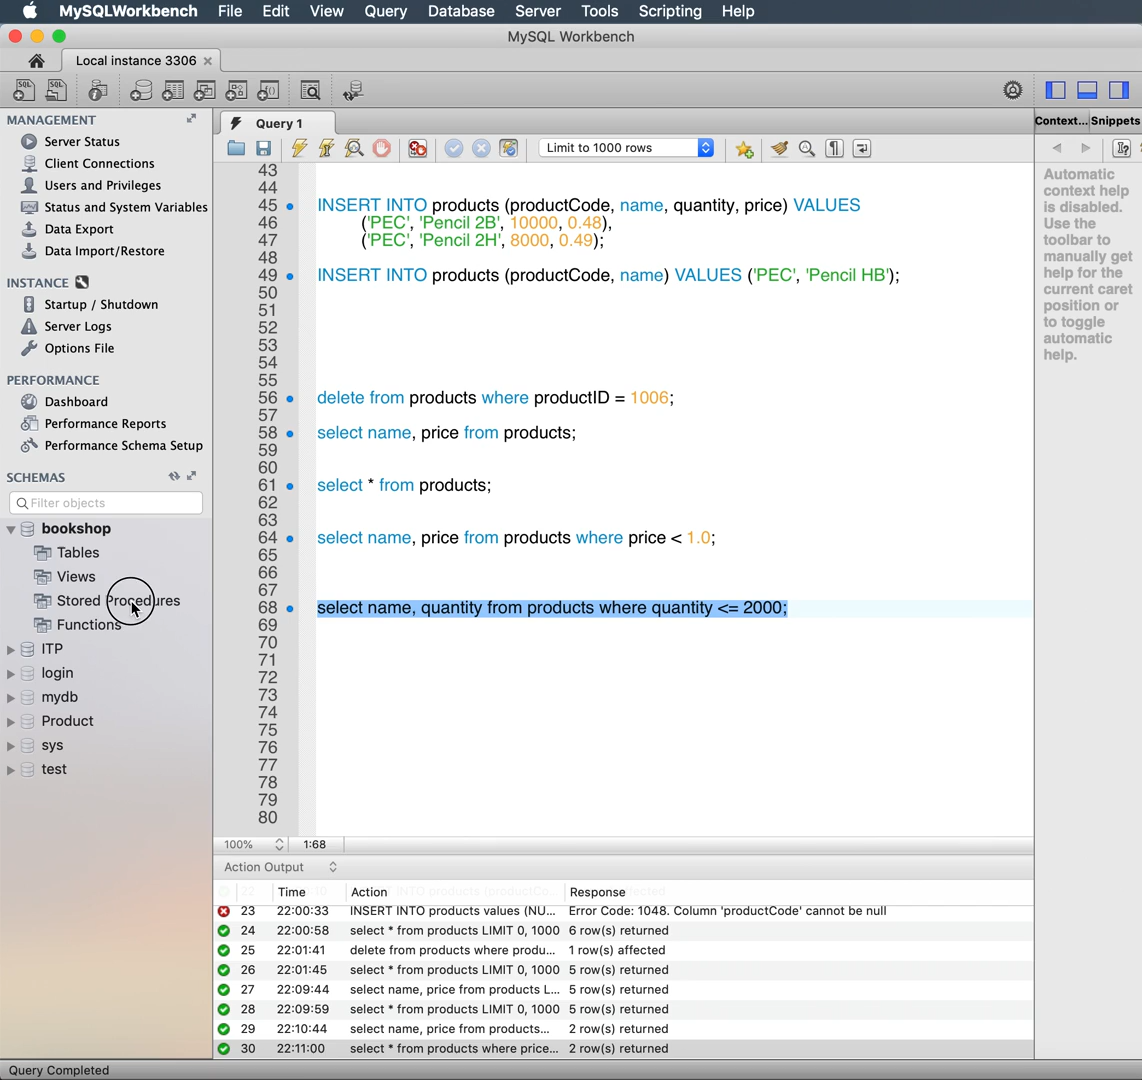 MySQLWorkbench File Edit View Query Database Server Tools Scripting Help
MySQL Workbench
Local instance 3306
Query 1
Context... Snippets
Limit to 1000 rows
MANAGEMENT
Server Status
Client Connections
Users and Privileges
Status and System Variables
Data Export
Data Import/Restore
INSTANCE
Startup / Shutdown
Server Logs
Options File
PERFORMANCE
Dashboard
Performance Reports
Performance Schema Setup
SCHEMAS
Filter objects
bookshop
Tables
Views
Stored Procedures
Functions
ITP
login
mydb
Product
sys
test
43
44
45 INSERT INTO products (productCode, name, quantity, price) VALUES
46 ('PEC', 'Pencil 2B', 10000, 0.48),
47 ('PEC', 'Pencil 2H', 8000, 0.49);
48
49 INSERT INTO products (productCode, name) VALUES ('PEC', 'Pencil HB');
50
51
52
53
54
55
56 delete from products where productID = 1006;
57
58 select name, price from products;
59
60
61 select * from products;
62
63
64 select name, price from products where price < 1.0;
65
66
67
68 select name, quantity from products where quantity <= 2000;
69
70
71
72
73
74
75
76
77
78
79
80
100% 1:68
Action Output
Time Action Response
23 22:00:33 INSERT INTO products values (NU... Error Code: 1048. Column 'productCode' cannot be null
24 22:00:58 select * from products LIMIT 0, 1000 6 row(s) returned
25 22:01:41 delete from products where produ... 1 row(s) affected
26 22:01:45 select * from products LIMIT 0, 1000 5 row(s) returned
27 22:09:44 select name, price from products L... 5 row(s) returned
28 22:09:59 select * from products LIMIT 0, 1000 5 row(s) returned
29 22:10:44 select name, price from products... 2 row(s) returned
30 22:11:00 select * from products where price... 2 row(s) returned
Automatic
context help
is disabled.
Use the
toolbar to
manually get
help for the
current caret
position or
to toggle
automatic
help.
Query Completed